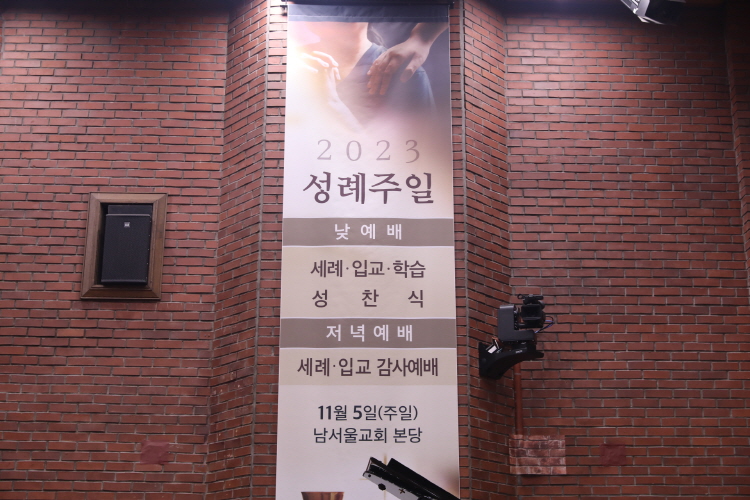 2023
성례주일
낮예배
세례·입교·학습
성찬식
저녁예배
세례·입교 감사예배
11월 5일(주일)
남서울교회 본당